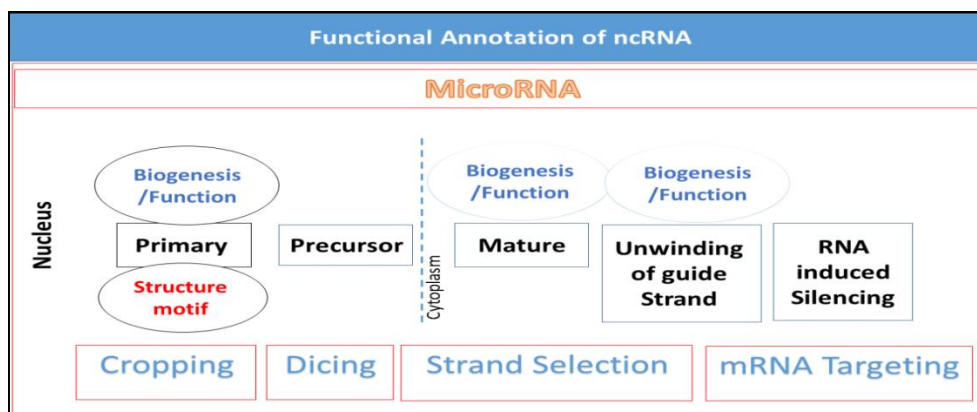 Functional Annotation of ncRNA
MicroRNA
Nucleus
Biogenesis
/Function
Primary
Structure
motif
Precursor
Cytoplasm
Biogenesis
/Function
Mature
Biogenesis
/Function
Unwinding
of guide
Strand
RNA
induced
Silencing
Cropping
Dicing
Strand Selection
mRNA Targeting